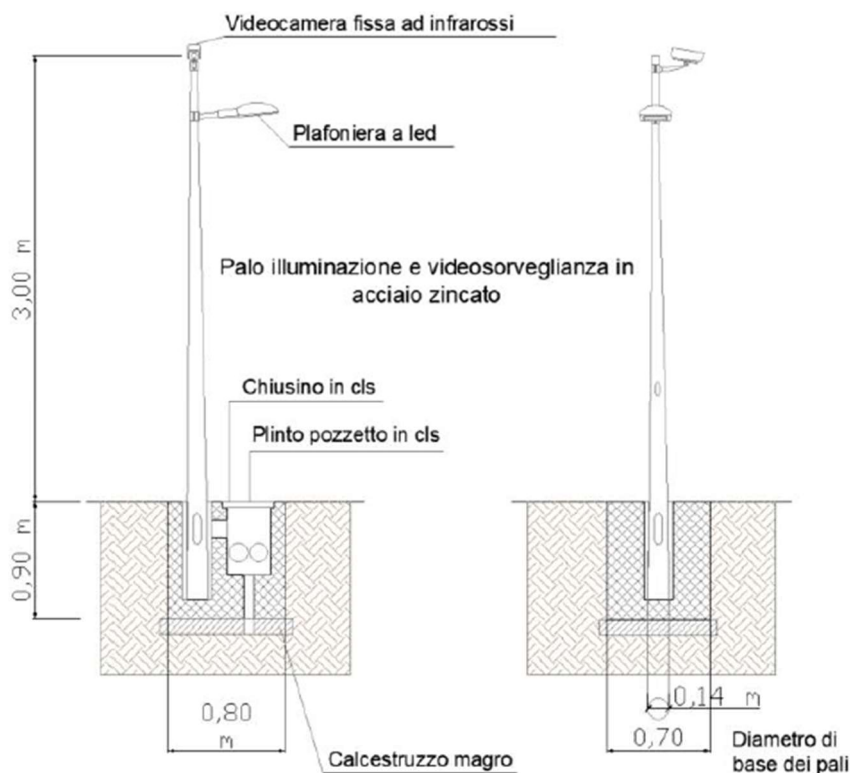 Videocamera fissa ad infrarossi
Plafoniera a led
3,00 m
Palo illuminazione e videosorveglianza in
acciaio zincato
Chiusino in cls
Plinto pozzetto in cls
0,90 m
0,80
m
Calcestruzzo magro
0,14 m
0,70
Diametro di
base dei pali